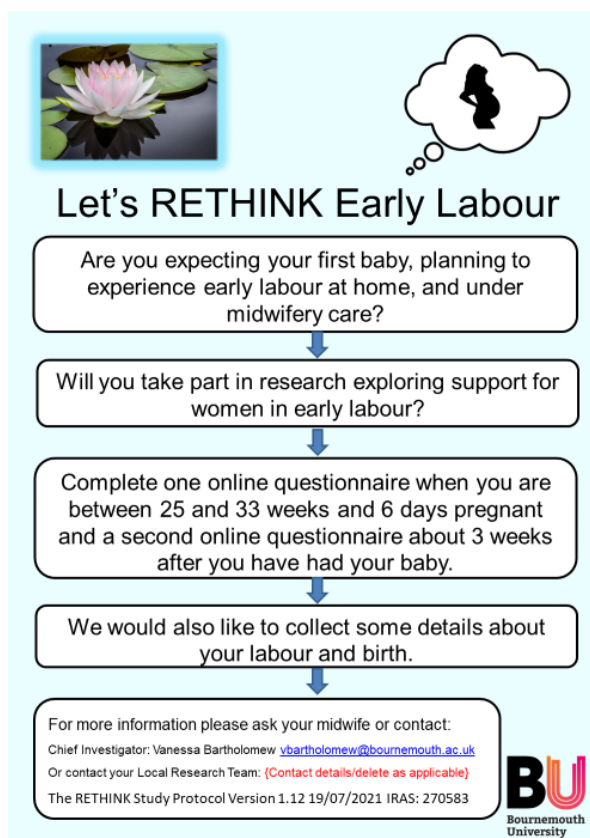 Let's RETHINK Early Labour
Are you expecting your first baby, planning to
experience early labour at home, and under
midwifery care?
Will you take part in research exploring support for
women in early labour?
Complete one online questionnaire when you are
between 25 and 33 weeks and 6 days pregnant
and a second online questionnaire about 3 weeks
after you have had your baby.
We would also like to collect some details about
your labour and birth.
For more information please ask your midwife or contact:
Chief Investigator: Vanessa Bartholomew vbartholomew@bournemouth.ac.uk
Or contact your Local Research Team: {Contact details/delete as applicable}
The RETHINK Study Protocol Version 1.12 19/07/2021 IRAS: 270583
BU
Bournemouth
University